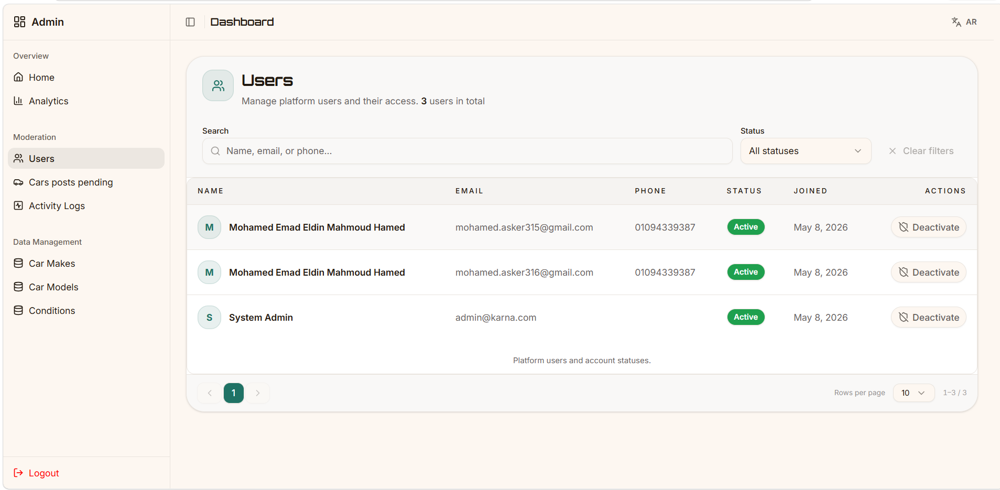 Admin
Dashboard
AR
Overview
Home
Analytics
Moderation
Users
Cars posts pending
Activity Logs
Data Management
Car Makes
Car Models
Conditions
Logout
Users
Manage platform users and their access. 3 users in total
Search
Name, email, or phone...
Status
All statuses
Clear filters
NAME EMAIL PHONE STATUS JOINED ACTIONS
M Mohamed Emad Eldin Mahmoud Hamed mohamed.asker315@gmail.com 01094339387 Active May 8, 2026 Deactivate
M Mohamed Emad Eldin Mahmoud Hamed mohamed.asker316@gmail.com 01094339387 Active May 8, 2026 Deactivate
S System Admin admin@karna.com Active May 8, 2026 Deactivate
Platform users and account statuses.
1
Rows per page 10 1–3 / 3